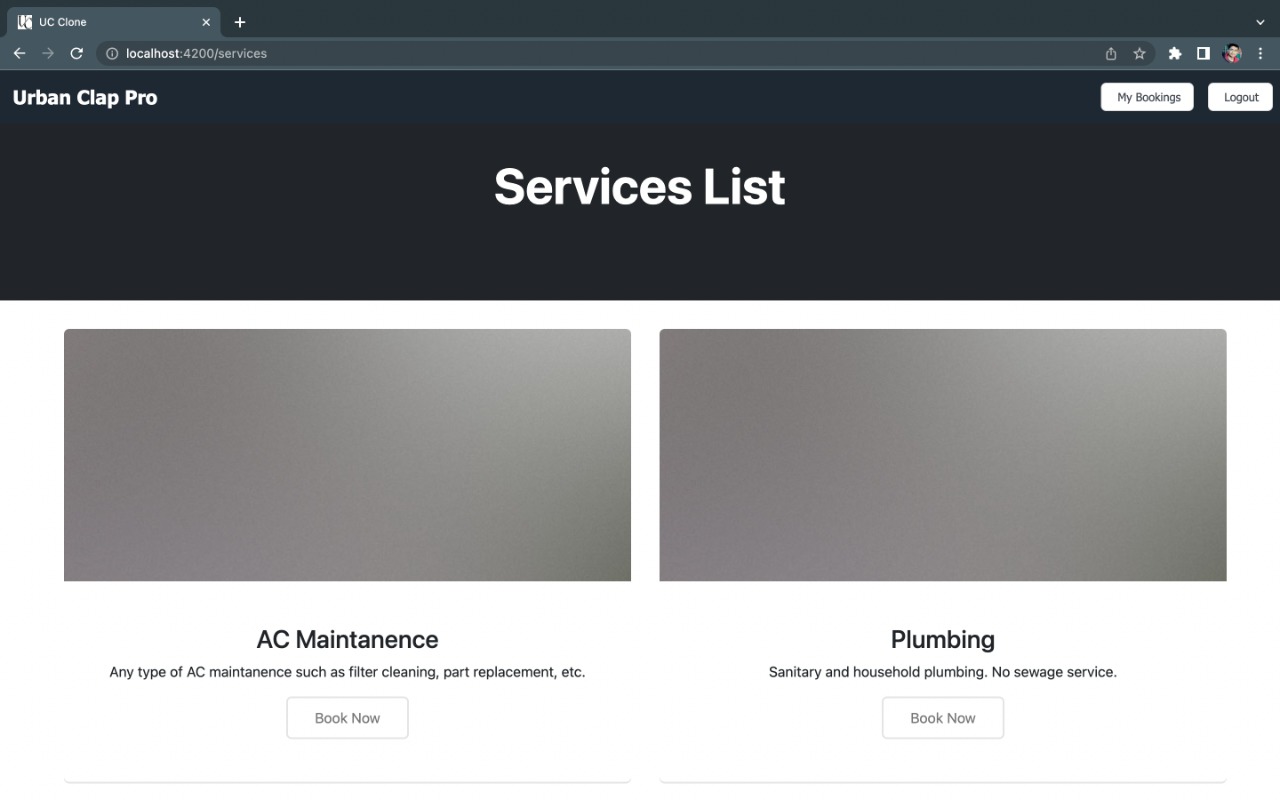 UC UC Clone
localhost:4200/services
Urban Clap Pro
My Bookings
Logout
Services List
AC Maintanence
Any type of AC maintanence such as filter cleaning, part replacement, etc.
Book Now
Plumbing
Sanitary and household plumbing. No sewage service.
Book Now